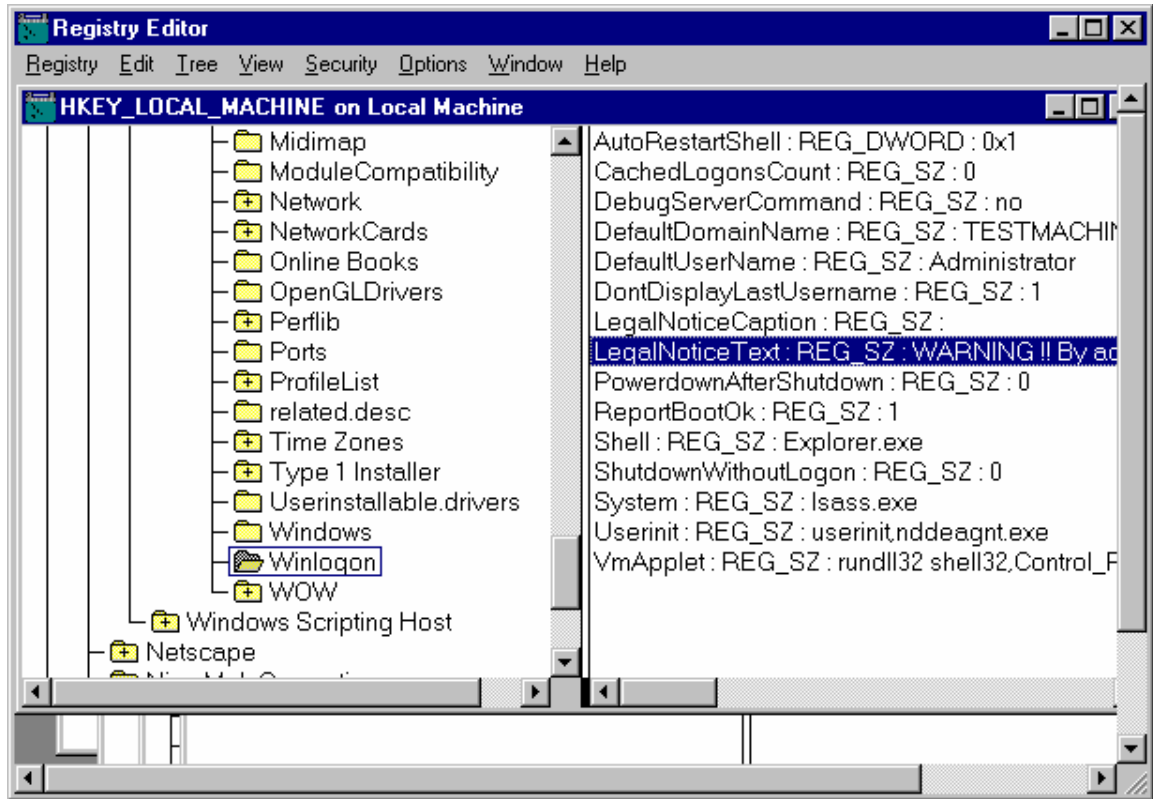 Registry Editor
Registry Edit Tree View Security Options Window Help
HKEY_LOCAL_MACHINE on Local Machine
Midimap
ModuleCompatibility
Network
NetworkCards
Online Books
OpenGLDrivers
Perflib
Ports
ProfileList
related.desc
Time Zones
Type 1 Installer
Userinstallable.drivers
Windows
Winlogon
WOW
Windows Scripting Host
Netscape
AutoRestartShell : REG_DWORD : 0x1
CachedLogonsCount : REG_SZ : 0
DebugServerCommand : REG_SZ : no
DefaultDomainName : REG_SZ : TESTMACHIN
DefaultUserName : REG_SZ : Administrator
DontDisplayLastUsername : REG_SZ : 1
LegalNoticeCaption : REG_SZ :
LegalNoticeText : REG_SZ : WARNING !! By ac
PowerdownAfterShutdown : REG_SZ : 0
ReportBootOk : REG_SZ : 1
Shell : REG_SZ : Explorer.exe
ShutdownWithoutLogon : REG_SZ : 0
System : REG_SZ : lsass.exe
Userinit : REG_SZ : userinit,nddeagnt.exe
VmApplet : REG_SZ : rundll32 shell32,Control_R